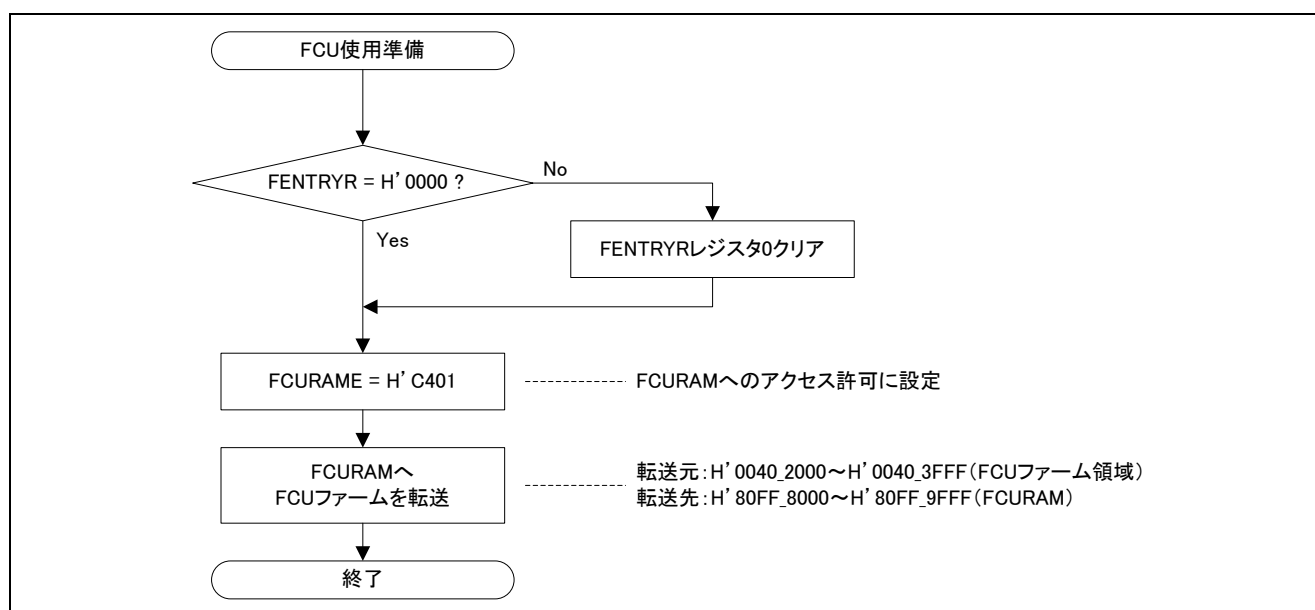 FCU使用準備
FENTRYR = H’0000 ?
No
Yes
FENTRYRレジスタ0クリア
FCURAME = H’C401
FCURAMへのアクセス許可に設定
FCURAMへ
FCUファームを転送
転送元:H’0040_2000～H’0040_3FFF(FCUファーム領域)
転送先:H’80FF_8000～H’80FF_9FFF(FCURAM)
終了